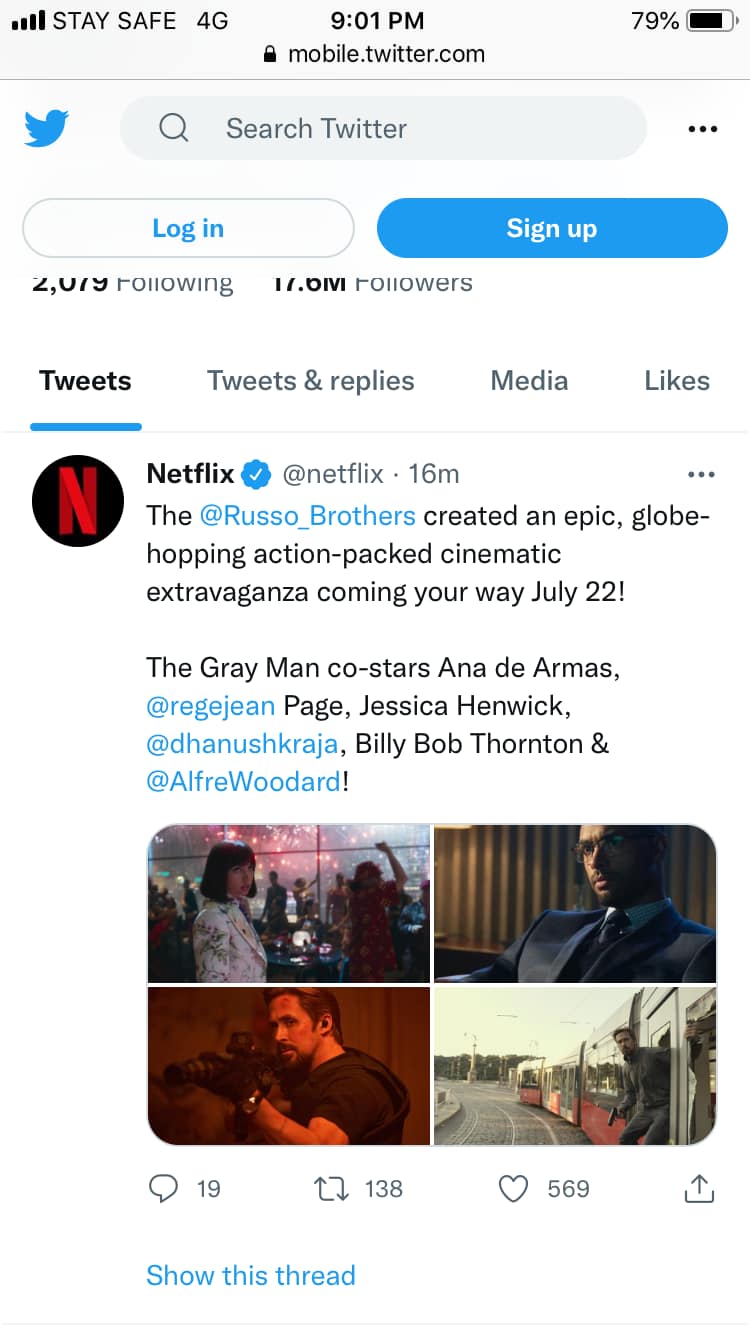 STAY SAFE 4G 9:01 PM 79%
mobile.twitter.com
Search Twitter
Log in Sign up
2,079 Following 17.6M Followers
Tweets Tweets & replies Media Likes
Netflix @netflix · 16m
The @Russo_Brothers created an epic, globe-
hopping action-packed cinematic
extravaganza coming your way July 22!
The Gray Man co-stars Ana de Armas,
@regejean Page, Jessica Henwick,
@dhanushkraja, Billy Bob Thornton &
@AlfreWoodard!
19 138 569
Show this thread